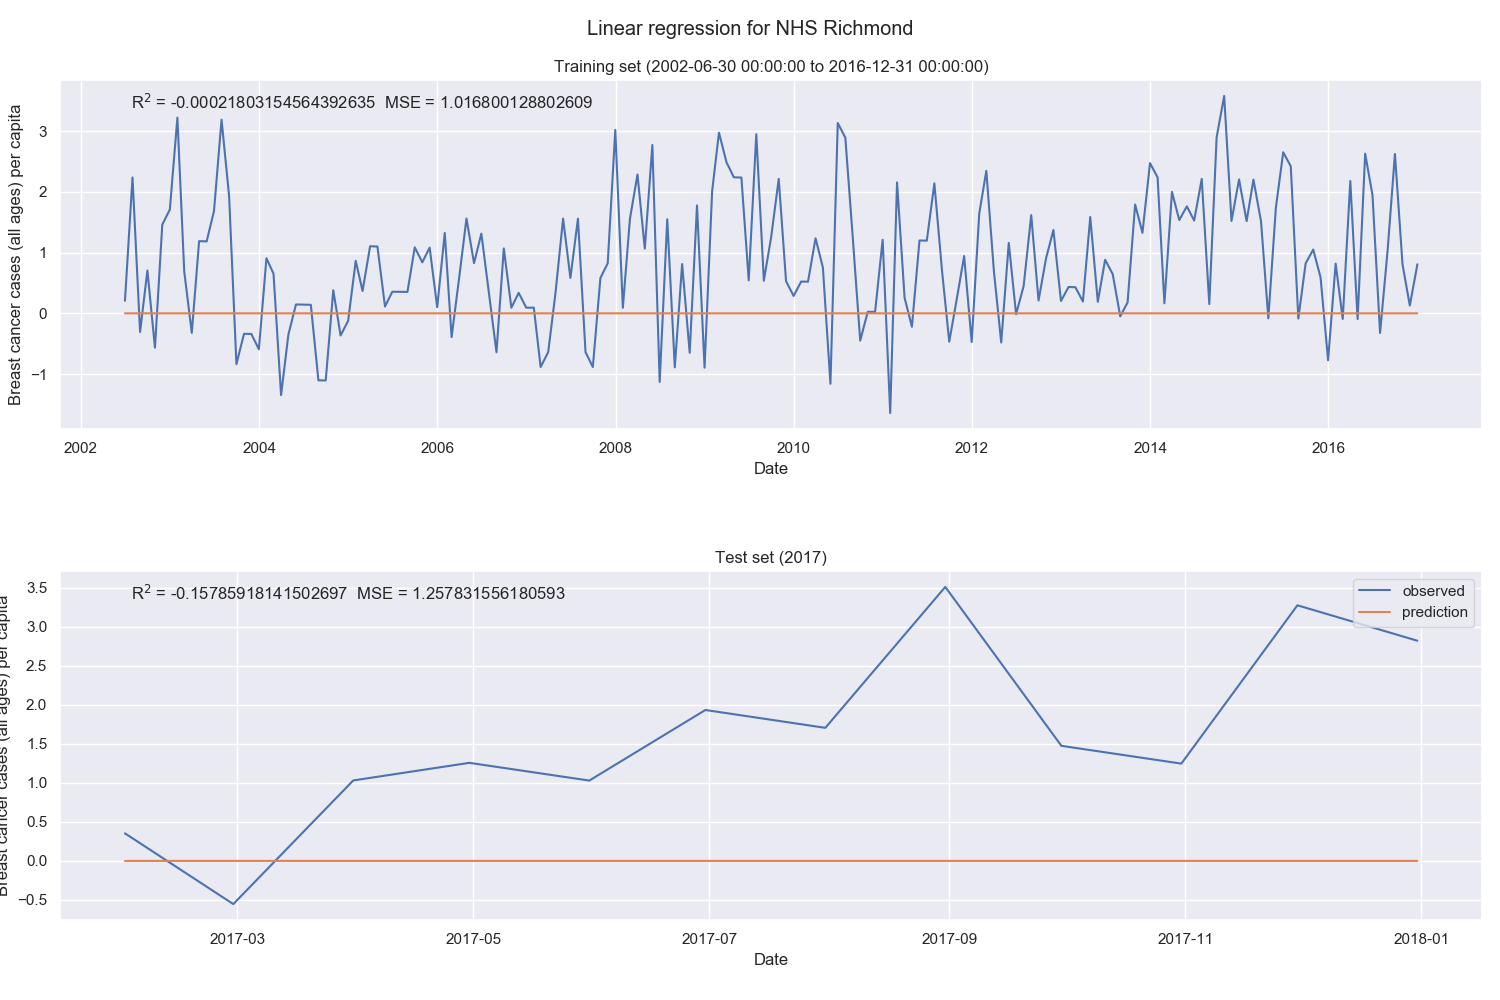 Linear regression for NHS Richmond
Training set (2002-06-30 00:00:00 to 2016-12-31 00:00:00)
R² = -0.00021803154564392635 MSE = 1.016800128802609
Breast cancer cases (all ages) per capita
3
2
1
0
−1
2002 2004 2006 2008 2010 2012 2014 2016
Date
Test set (2017)
R² = -0.15785918141502697 MSE = 1.257831556180593
observed
prediction
Breast cancer cases (all ages) per capita
3.5
3.0
2.5
2.0
1.5
1.0
0.5
0.0
−0.5
2017-03 2017-05 2017-07 2017-09 2017-11 2018-01
Date